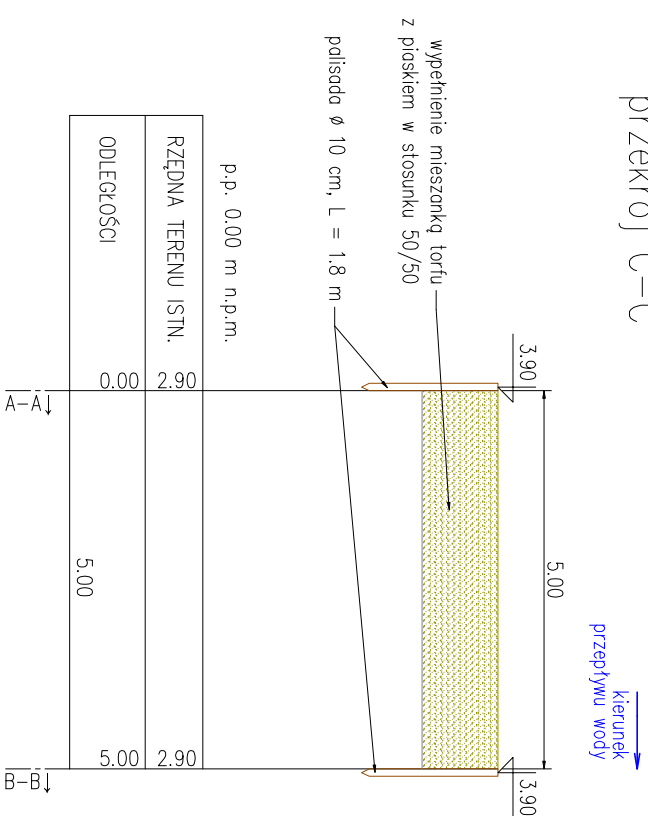 przekrój C-C
kierunek
przepływu wody
5.00
3.90
3.90
wypełnienie mieszanką torfu
z piaskiem w stosunku 50/50
palisada ø 10 cm, L = 1.8 m
p.p. 0.00 m n.p.m.
RZĘDNA TERENU ISTN. 2.90 2.90
ODLEGŁOŚCI 0.00 5.00 5.00
A-A B-B